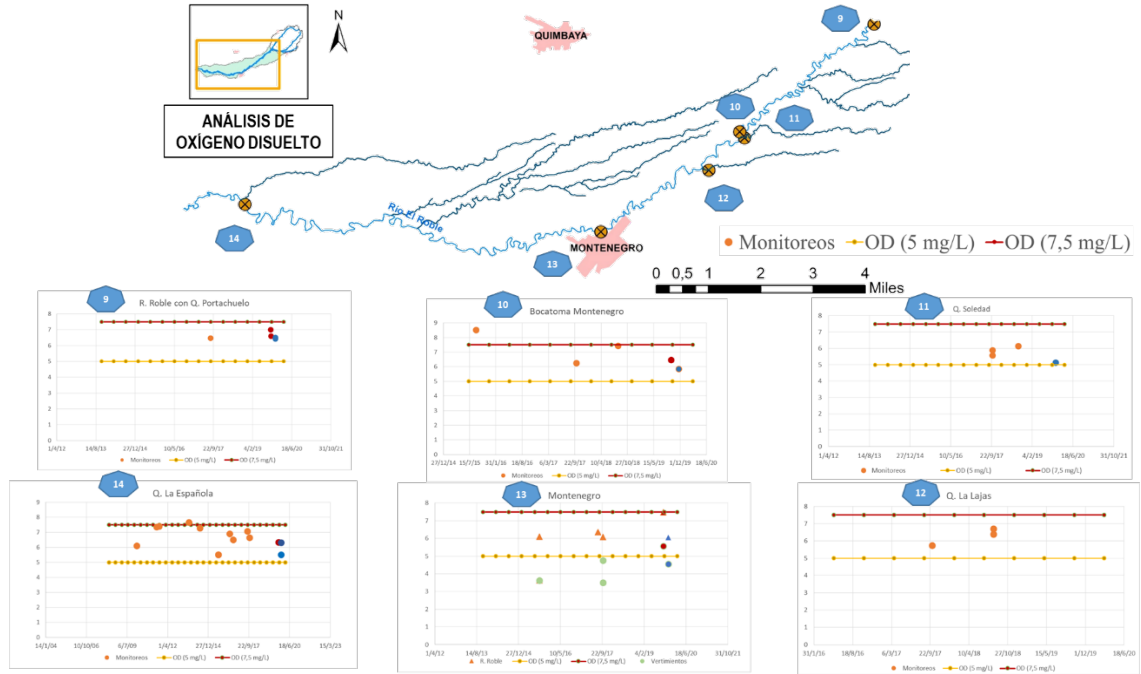 N
QUIMBAYA
ANÁLISIS DE
OXÍGENO DISUELTO
9
10
11
12
Río El Roble
14
13
MONTENEGRO
Monitoreos OD (5 mg/L) OD (7,5 mg/L)
0 0,5 1 2 3 4
Miles
9
R. Roble con Q. Portachuelo
8
7
6
5
4
3
2
1
0
1/4/12 14/8/13 27/12/14 10/5/16 22/9/17 4/2/19 18/6/20 31/10/21
Monitoreos OD (5 mg/L) OD (7,5 mg/L)
10
Bocatoma Montenegro
9
8
7
6
5
4
3
2
1
0
27/12/14 15/7/15 31/1/16 18/8/16 6/3/17 22/9/17 10/4/18 27/10/18 15/5/19 1/12/19 18/6/20
Monitoreos OD (5 mg/L) OD (7,5 mg/L)
11
Q. Soledad
8
7
6
5
4
3
2
1
0
1/4/12 14/8/13 27/12/14 10/5/16 22/9/17 4/2/19 18/6/20 31/10/21
Monitoreos OD (5 mg/L) OD (7,5 mg/L)
14
Q. La Española
9
8
7
6
5
4
3
2
1
0
14/1/04 10/10/06 6/7/09 1/4/12 27/12/14 22/9/17 18/6/20 15/3/23
Monitoreos OD (5 mg/L) OD (7,5 mg/L)
13
Montenegro
8
7
6
5
4
3
2
1
0
1/4/12 14/8/13 27/12/14 10/5/16 22/9/17 4/2/19 18/6/20 31/10/21
R. Roble OD (5 mg/L) OD (7,5 mg/L) Vertimientos
12
Q. La Lajas
8
7
6
5
4
3
2
1
0
31/1/16 18/8/16 6/3/17 22/9/17 10/4/18 27/10/18 15/5/19 1/12/19 18/6/20
Monitoreos OD (5 mg/L) OD (7,5 mg/L)